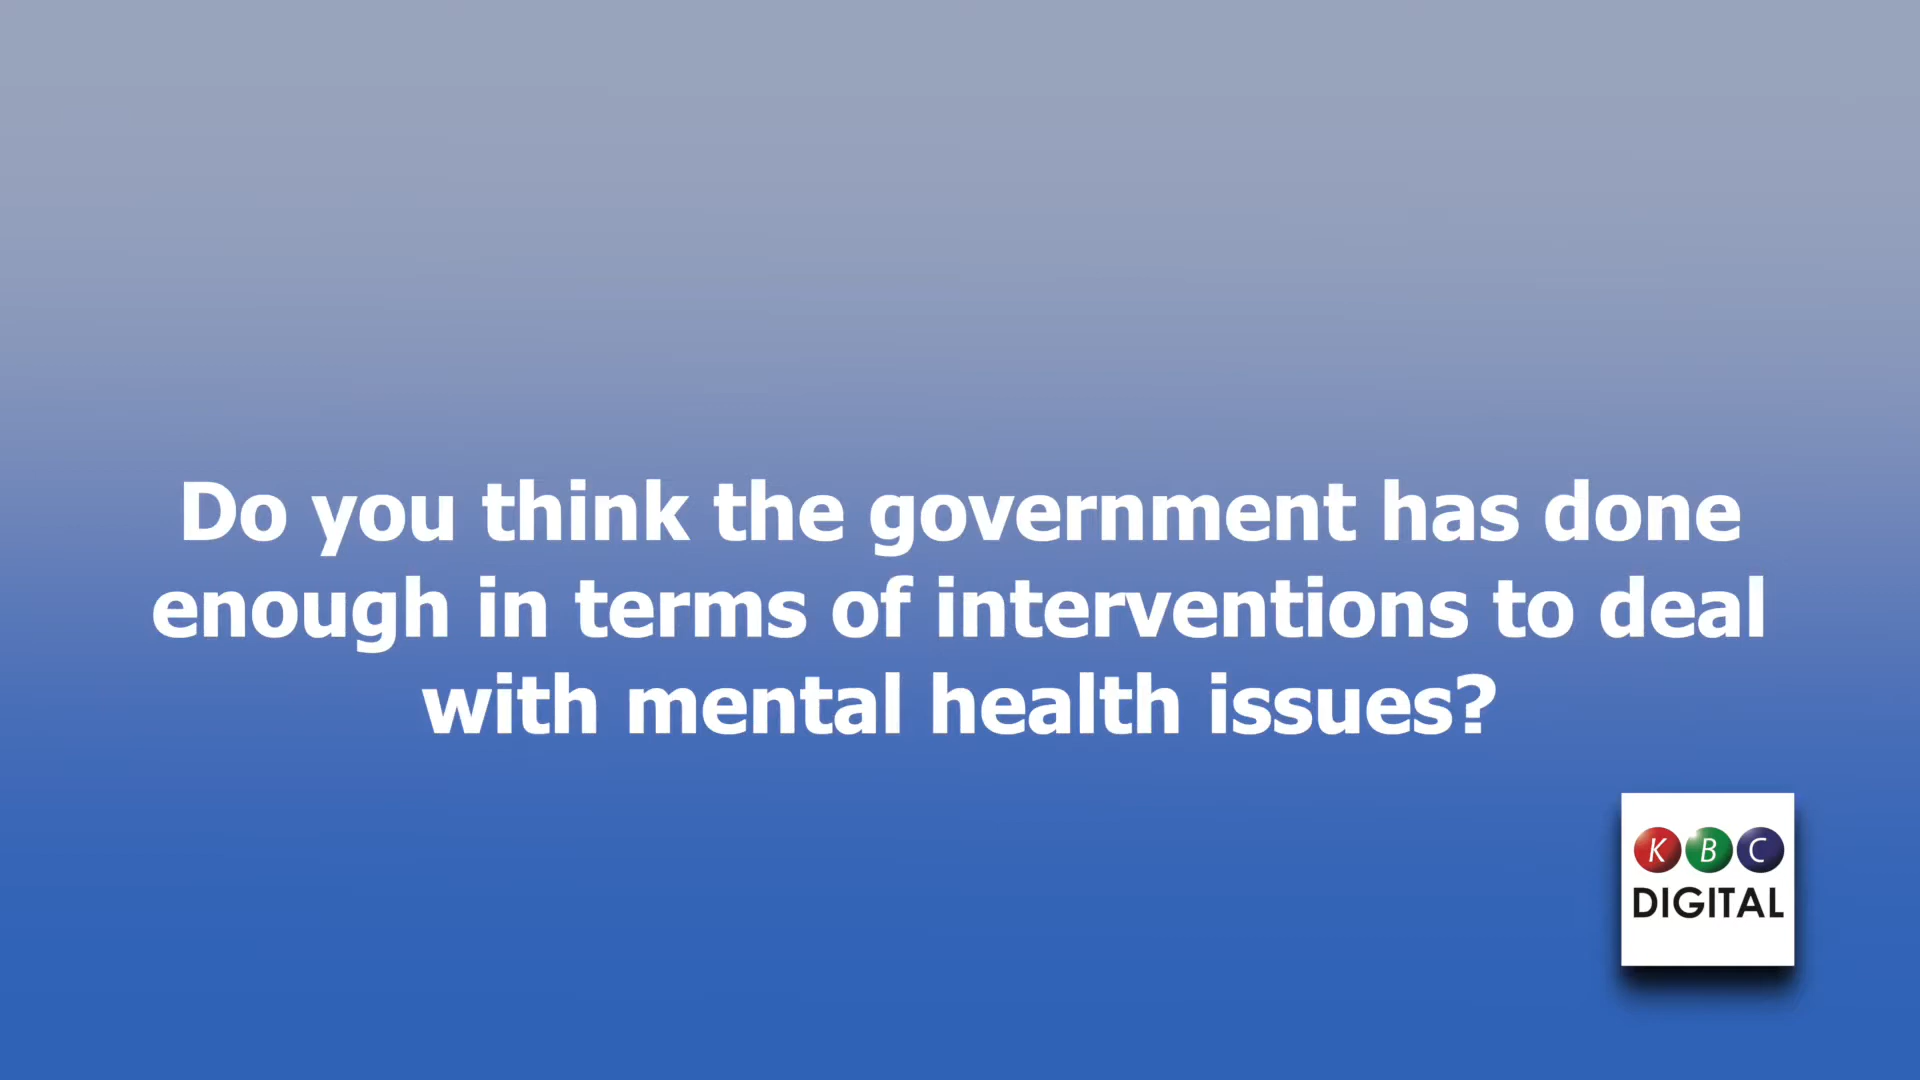 Do you think the government has done
enough in terms of interventions to deal
with mental health issues?
K B C
DIGITAL